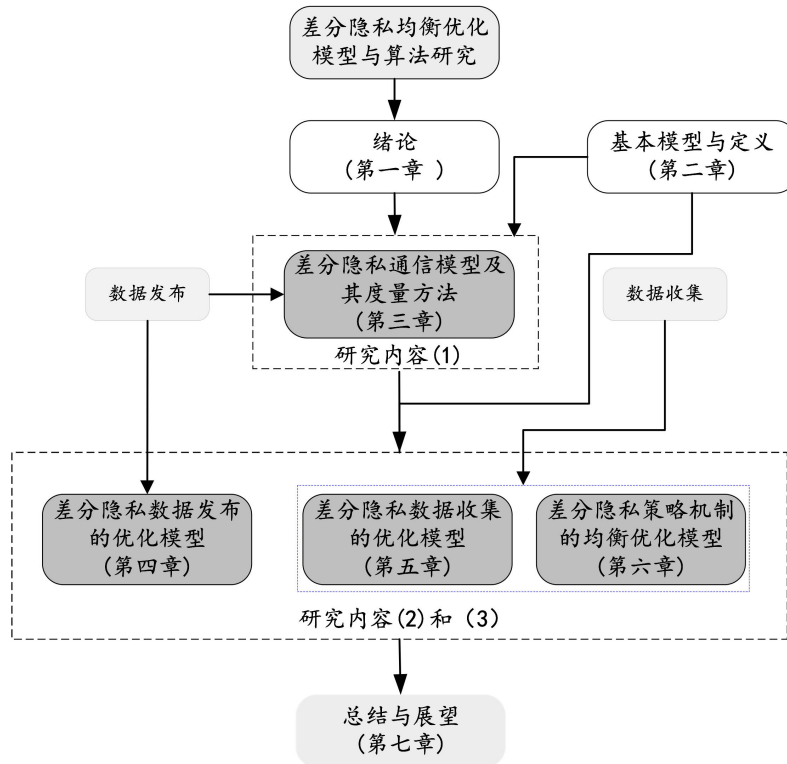 差分隐私均衡优化
模型与算法研究
绪论
(第一章 )
基本模型与定义
(第二章)
差分隐私通信模型及
其度量方法
(第三章)
数据发布
数据收集
研究内容(1)
差分隐私数据发布
的优化模型
(第四章)
差分隐私数据收集
的优化模型
(第五章)
差分隐私策略机制
的均衡优化模型
(第六章)
研究内容(2)和（3）
总结与展望
(第七章)